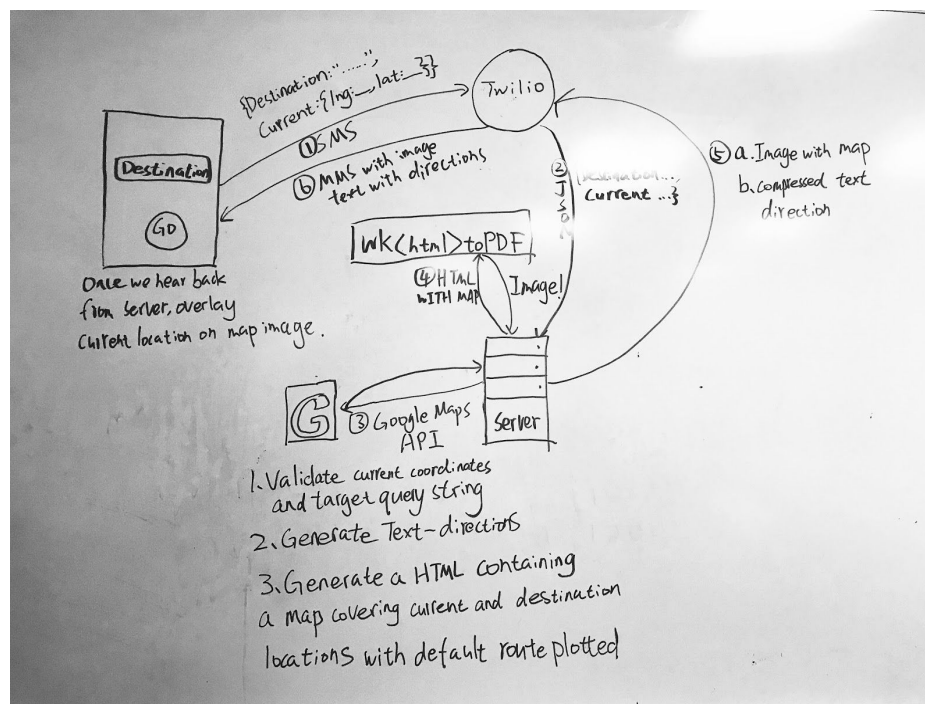 {Destination: "......",
Current: {lng: __, lat: __}}
① SMS
⑥ MMS with image
text with directions
Twilio
Destination
GO
Once we hear back
from server, overlay
current location on map image.
② JSON
{Destination ...,
Current ...}
⑤ a. Image with map
b. compressed text
direction
wk<html>toPDF
④ HTML
WITH MAP
Image!
G
③ Google Maps
API
Server
1. Validate current coordinates
and target query string
2. Generate Text-directions
3. Generate a HTML containing
a map covering current and destination
locations with default route plotted